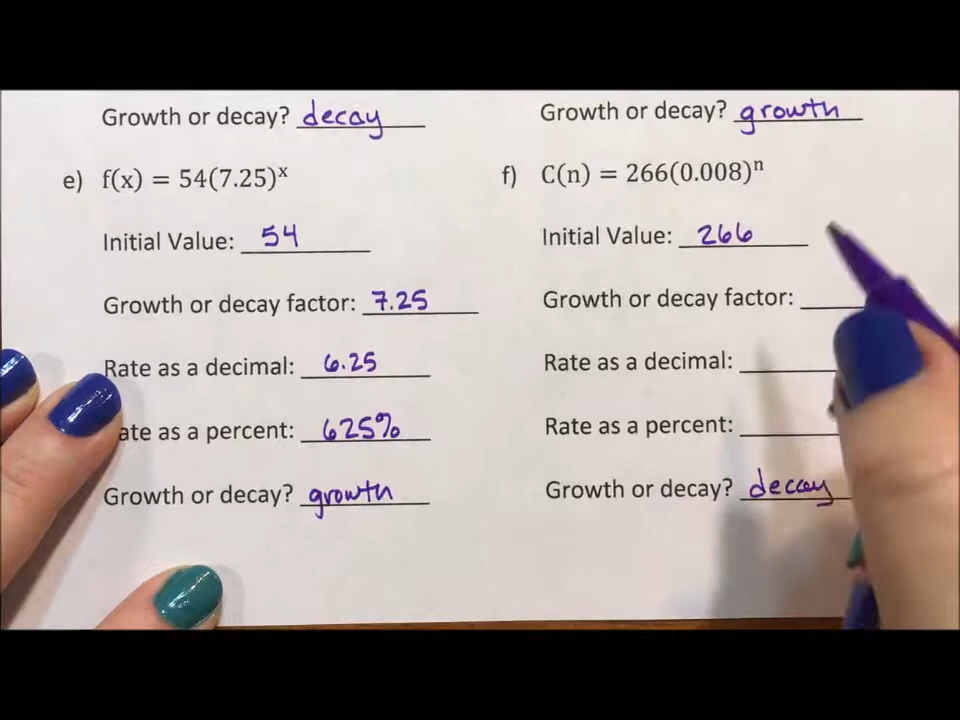 Growth or decay? decay
e) f(x) = 54(7.25)ˣ
Initial Value: 54
Growth or decay factor: 7.25
Rate as a decimal: 6.25
ate as a percent: 625%
Growth or decay? growth
Growth or decay? growth
f) C(n) = 266(0.008)ⁿ
Initial Value: 266
Growth or decay factor:
Rate as a decimal:
Rate as a percent:
Growth or decay? decay